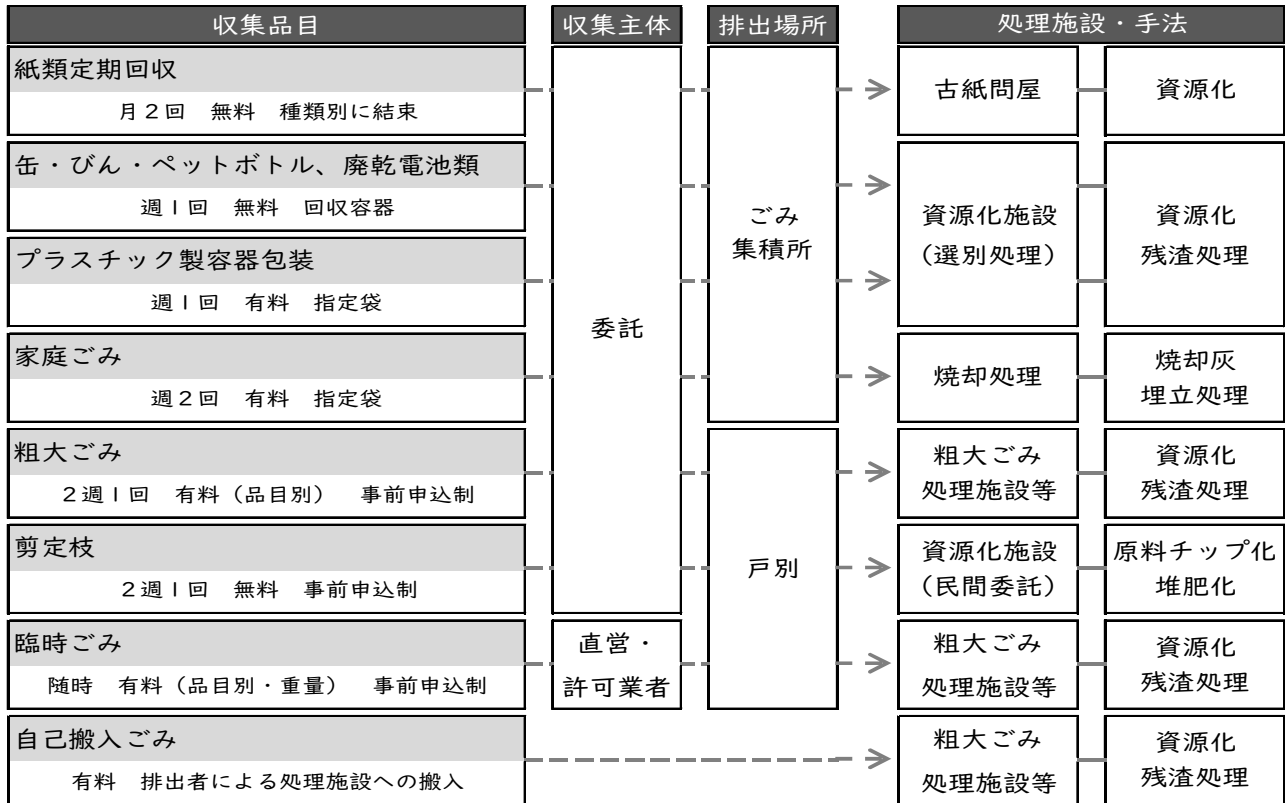 収集品目
収集主体
排出場所
処理施設・手法
紙類定期回収
月2回　無料　種類別に結束
缶・びん・ペットボトル、廃乾電池類
週1回　無料　回収容器
プラスチック製容器包装
週1回　有料　指定袋
家庭ごみ
週2回　有料　指定袋
粗大ごみ
2週1回　有料（品目別）　事前申込制
剪定枝
2週1回　無料　事前申込制
臨時ごみ
随時　有料（品目別・重量）　事前申込制
自己搬入ごみ
有料　排出者による処理施設への搬入
委託
直営・
許可業者
ごみ
集積所
戸別
古紙問屋
資源化
資源化施設
(選別処理)
資源化
残渣処理
焼却処理
焼却灰
埋立処理
粗大ごみ
処理施設等
資源化
残渣処理
資源化施設
(民間委託)
原料チップ化
堆肥化
粗大ごみ
処理施設等
資源化
残渣処理
粗大ごみ
処理施設等
資源化
残渣処理